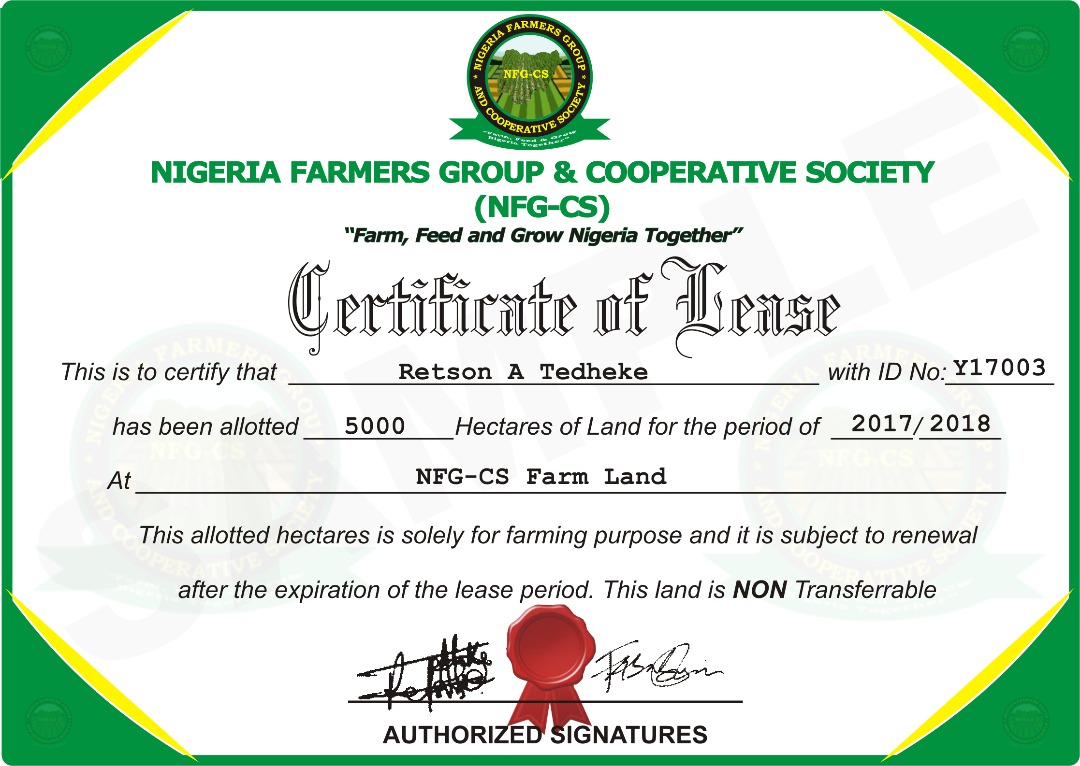 NIGERIA FARMERS GROUP
NFG-CS
AND COOPERATIVE SOCIETY
"Farm, Feed & Grow
Nigeria Together"
NIGERIA FARMERS GROUP & COOPERATIVE SOCIETY
(NFG-CS)
"Farm, Feed and Grow Nigeria Together"
Certificate of Lease
This is to certify that Retson A Tedheke with ID No: Y17003
has been allotted 5000 Hectares of Land for the period of 2017/ 2018
At NFG-CS Farm Land
This allotted hectares is solely for farming purpose and it is subject to renewal
after the expiration of the lease period. This land is NON Transferrable
AUTHORIZED SIGNATURES
SAMPLE